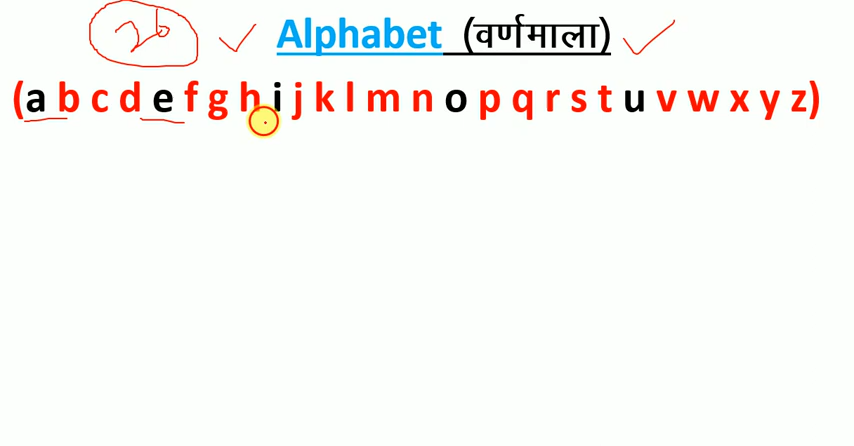 26 Alphabet (वर्णमाला)
(a b c d e f g h i j k l m n o p q r s t u v w x y z)